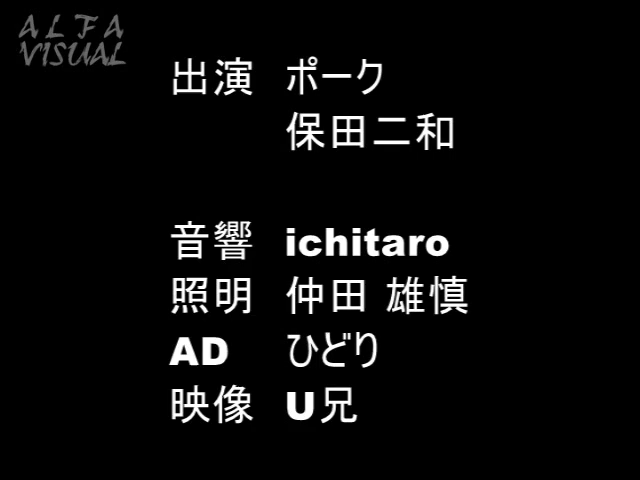 ALFA
VISUAL
出演 ポーク
保田二和
音響 ichitaro
照明 仲田 雄慎
AD ひどり
映像 U兄